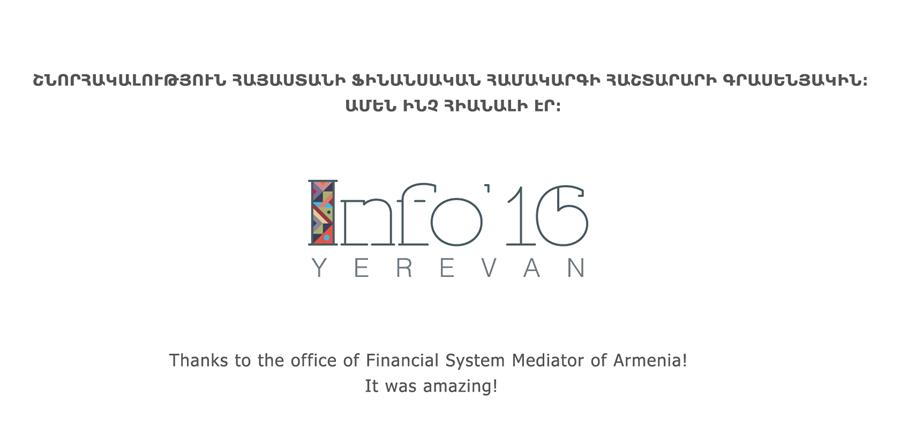 ՇՆՈՐՀԱԿԱԼՈՒԹՅՈՒՆ ՀԱՅԱՍՏԱՆԻ ՖԻՆԱՆՍԱԿԱՆ ՀԱՄԱԿԱՐԳԻ ՀԱՇՏԱՐԱՐԻ ԳՐԱՍԵՆՅԱԿԻՆ։
ԱՄԵՆ ԻՆՉ ՀԻԱՆԱԼԻ ԷՐ։
Info'16
YEREVAN
Thanks to the office of Financial System Mediator of Armenia!
It was amazing!